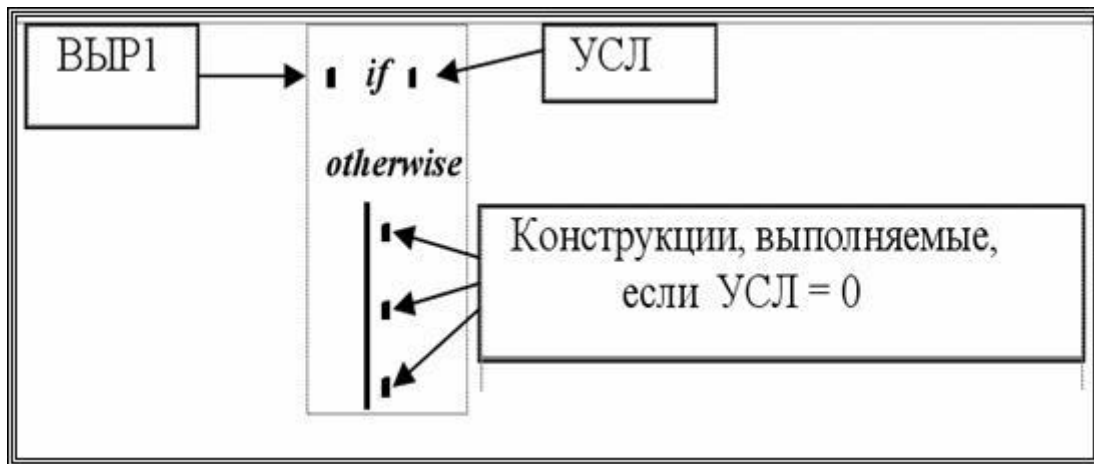 ВЫР1
if
УСЛ
otherwise
Конструкции, выполняемые,
если УСЛ = 0